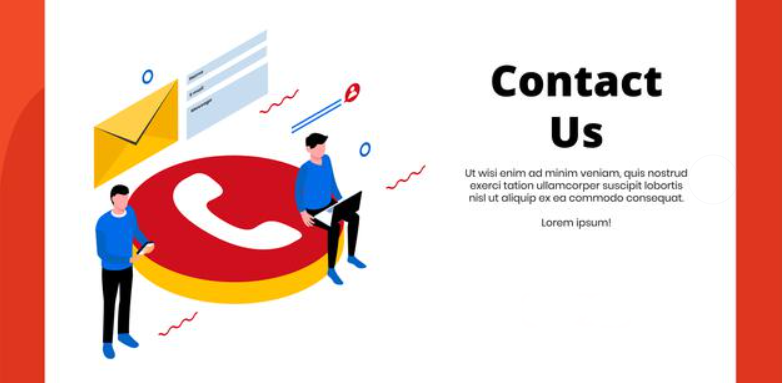 Name
E-mail
Message
Contact
Us
Ut wisi enim ad minim veniam, quis nostrud
exerci tation ullamcorper suscipit lobortis
nisl ut aliquip ex ea commodo consequat.
Lorem ipsum!